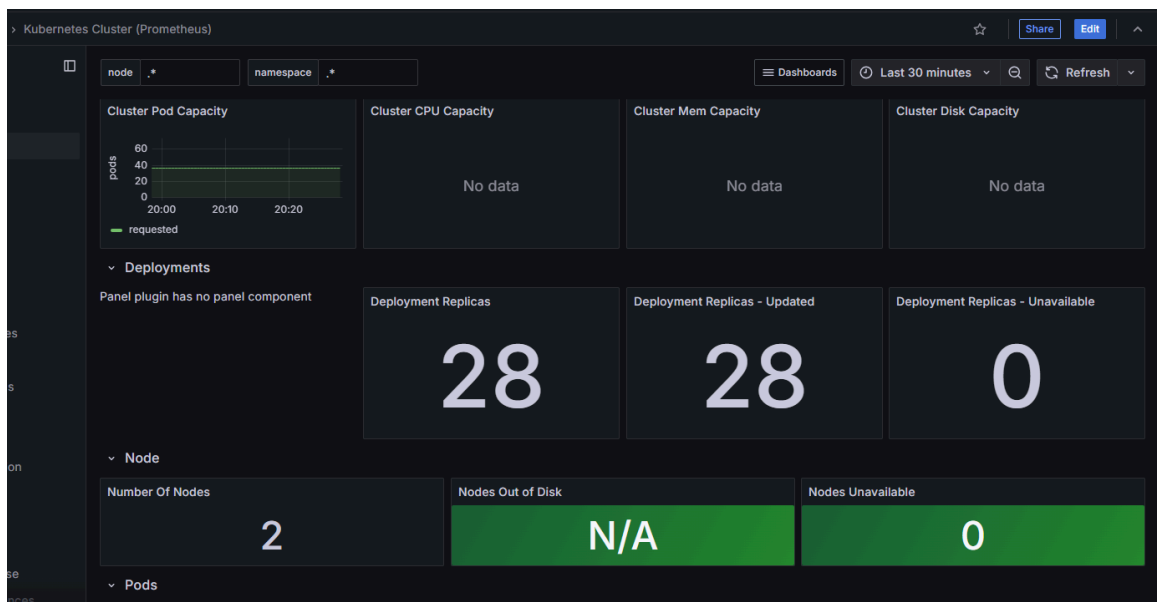 › Kubernetes Cluster (Prometheus)
Share
Edit
node .*
namespace .*
Dashboards
Last 30 minutes
Refresh
Cluster Pod Capacity
Cluster CPU Capacity
Cluster Mem Capacity
Cluster Disk Capacity
pods
60
40
20
0
20:00 20:10 20:20
requested
No data
No data
No data
Deployments
Panel plugin has no panel component
Deployment Replicas
Deployment Replicas - Updated
Deployment Replicas - Unavailable
28
28
0
es
s
on
se
Node
Number Of Nodes
Nodes Out of Disk
Nodes Unavailable
2
N/A
0
Pods